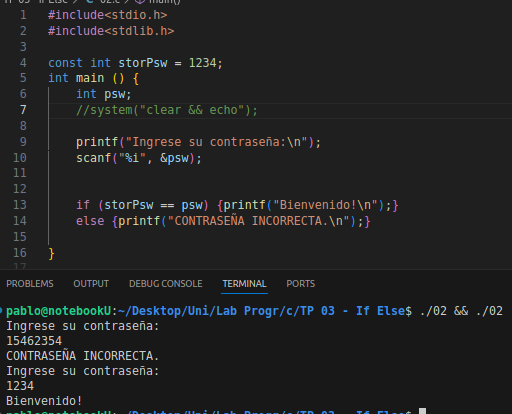 1 #include<stdio.h>
2 #include<stdlib.h>
3
4 const int storPsw = 1234;
5 int main () {
6 int psw;
7 //system("clear && echo");
8
9 printf("Ingrese su contraseña:\n");
10 scanf("%i", &psw);
11
12
13 if (storPsw == psw) {printf("Bienvenido!\n");}
14 else {printf("CONTRASEÑA INCORRECTA.\n");}
15
16 }
17
PROBLEMS OUTPUT DEBUG CONSOLE TERMINAL PORTS
pablo@notebookU:~/Desktop/Uni/Lab Progr/c/TP 03 - If Else$ ./02 && ./02
Ingrese su contraseña:
15462354
CONTRASEÑA INCORRECTA.
Ingrese su contraseña:
1234
Bienvenido!
pablo@notebookU:~/Desktop/Uni/Lab Progr/c/TP 03 - If Else$